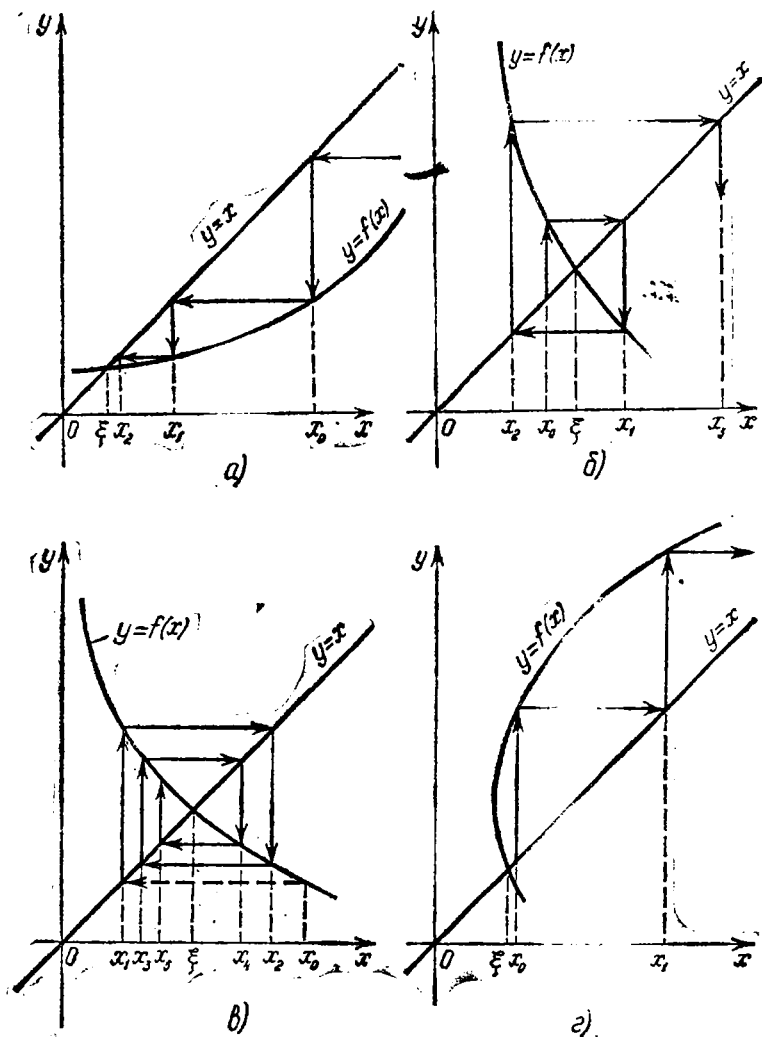 y
y=x
y=f(x)
0 ξ x₂ x₁ x₀ x
а)
y
y=f(x)
y=x
0 x₂ x₀ ξ x₁ x₃ x
б)
y
y=f(x)
y=x
0 x₁ x₃ x₅ ξ x₄ x₂ x₀ x
в)
y
y=f(x)
y=x
0 ξ x₀ x₁ x
г)